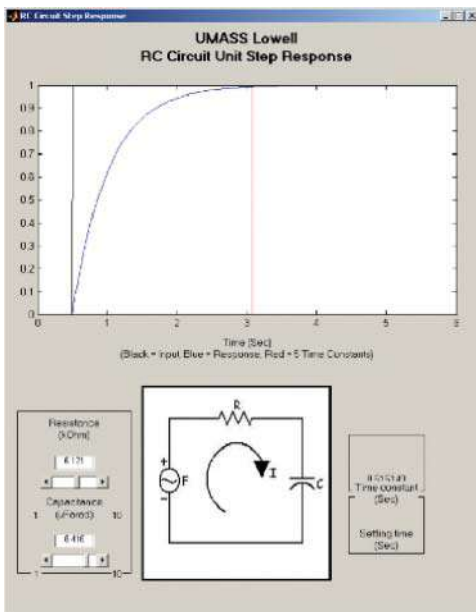 RC Circuit Step Response
UMASS Lowell
RC Circuit Unit Step Response
1
0.9
0.8
0.7
0.6
0.5
0.4
0.3
0.2
0.1
0
0 1 2 3 4 5 6
Time (Sec)
(Black = Input, Blue = Response, Red = 5 Time Constants)
Resistance
(kOhm)
Capacitance
1 10
1 10
R
+
F
-
I
C
Time constant
(Sec)
Settling time
(Sec)